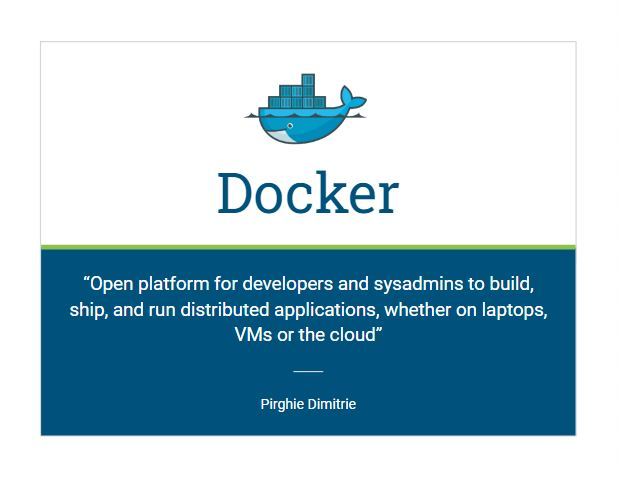 Docker
“Open platform for developers and sysadmins to build,
ship, and run distributed applications, whether on laptops,
VMs or the cloud”
Pirghie Dimitrie